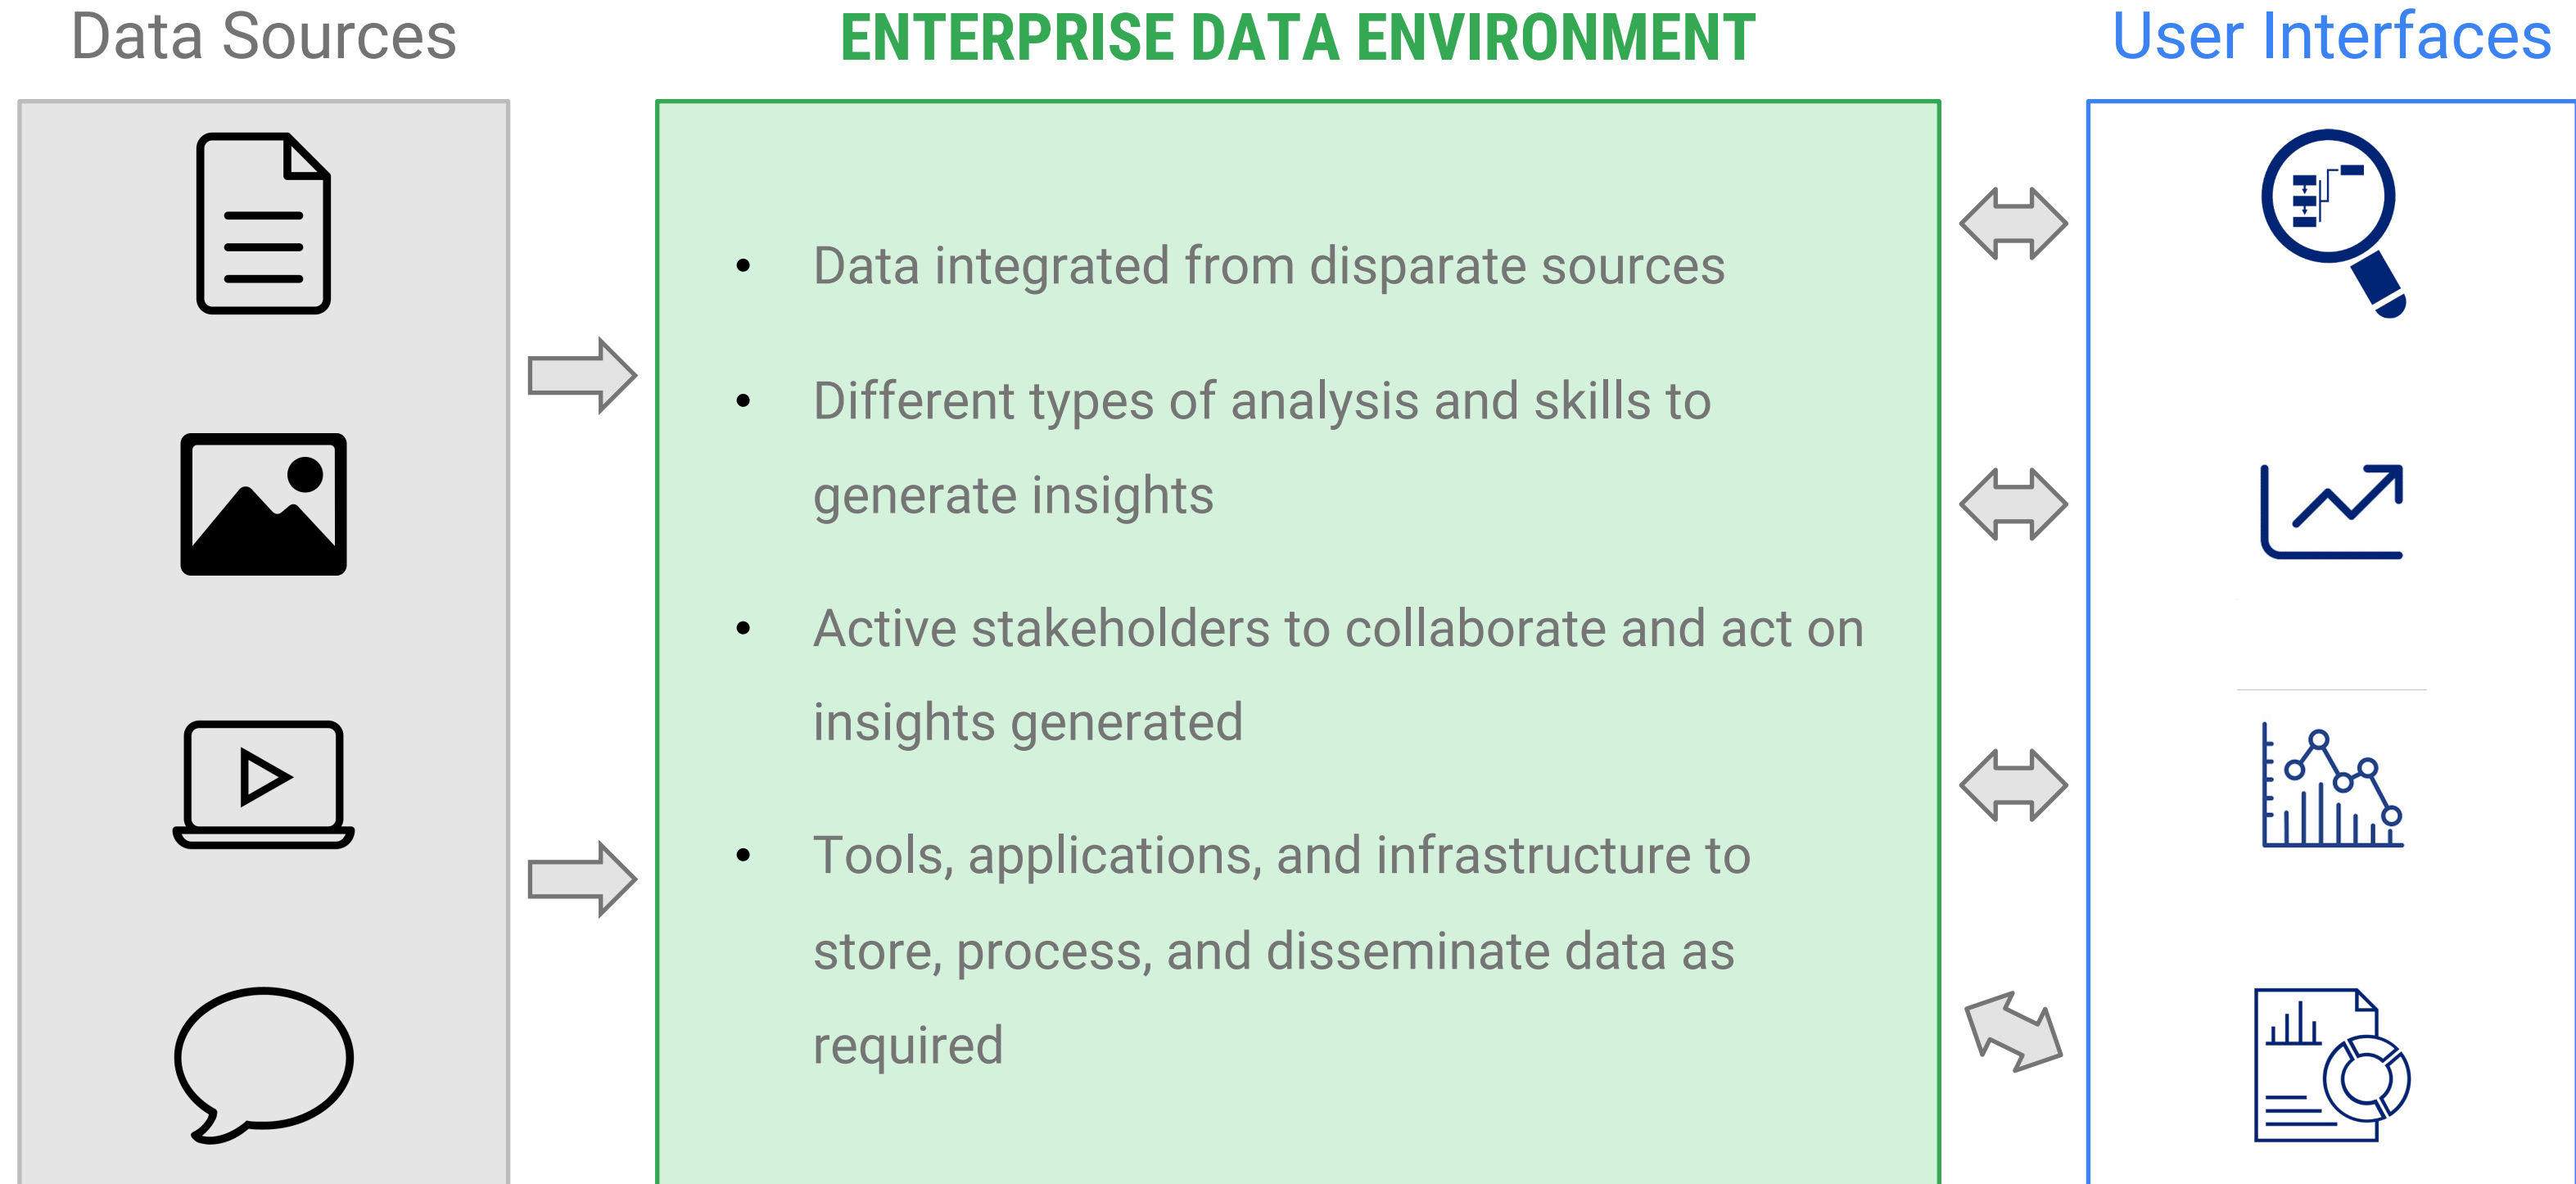 Data Sources
ENTERPRISE DATA ENVIRONMENT
User Interfaces
• Data integrated from disparate sources
• Different types of analysis and skills to
generate insights
• Active stakeholders to collaborate and act on
insights generated
• Tools, applications, and infrastructure to
store, process, and disseminate data as
required